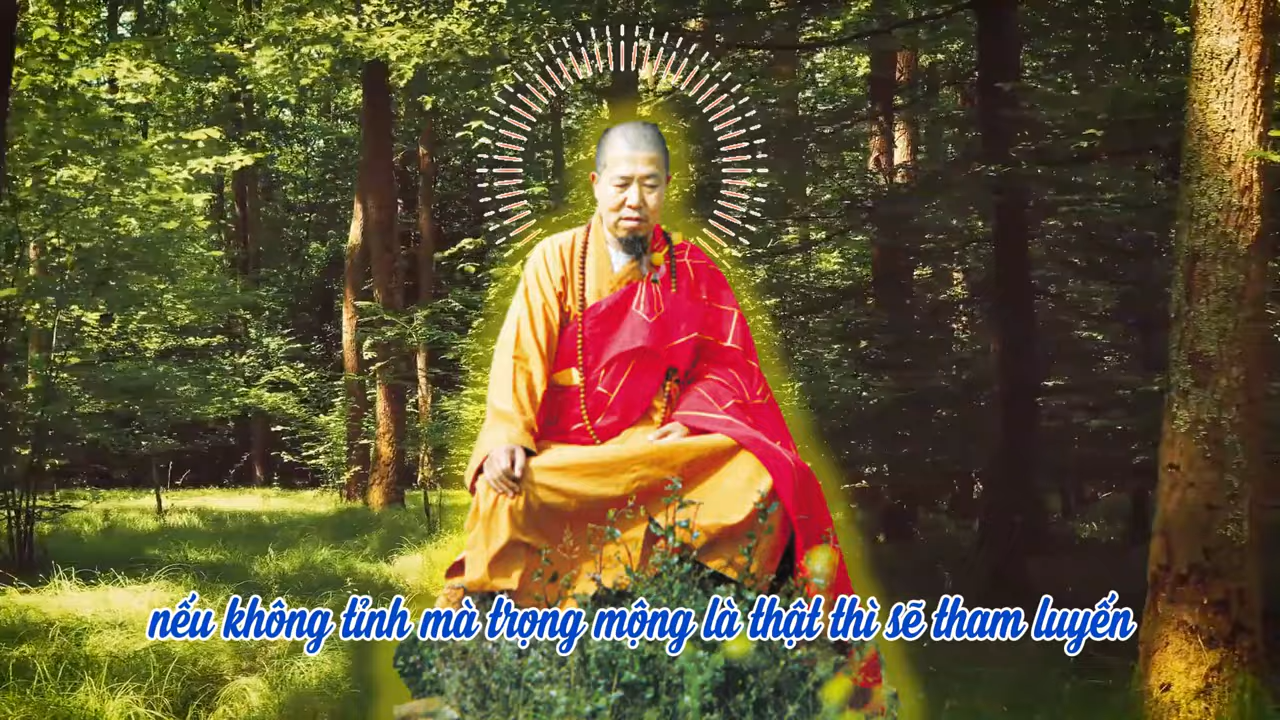 nếu không tỉnh mà trọng mộng là thật thì sẽ tham luyến